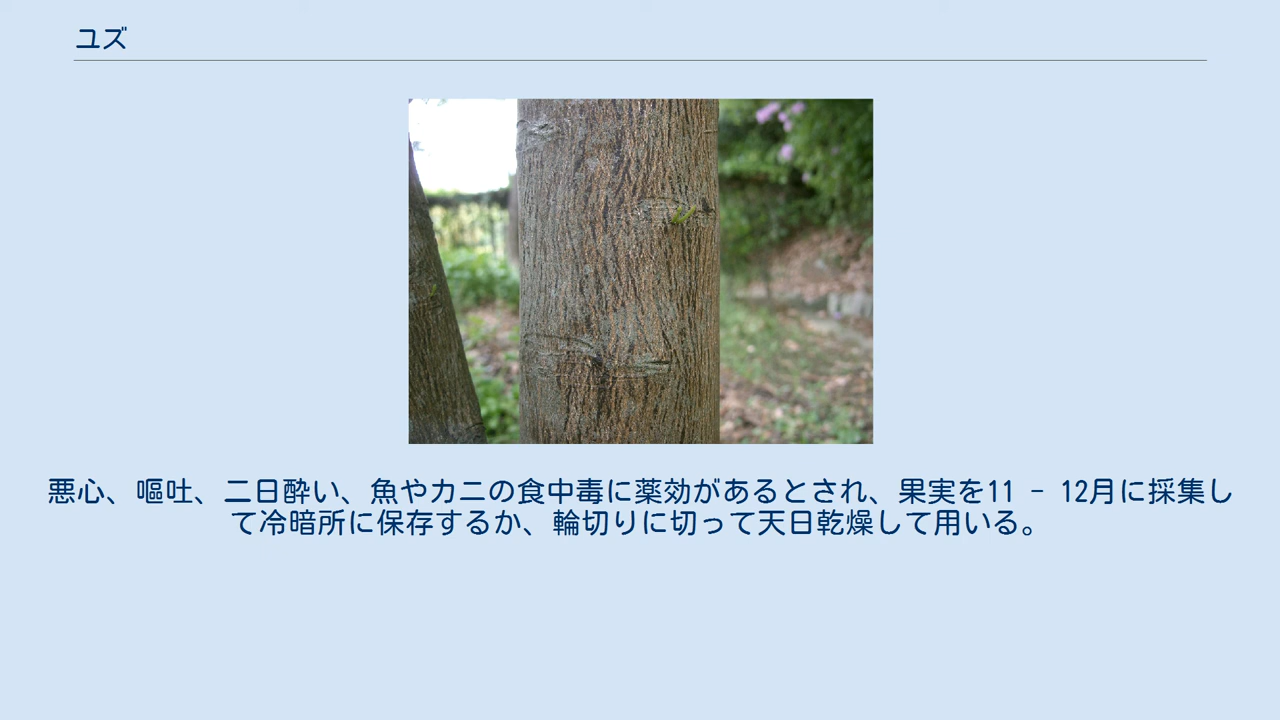 ユズ
悪心、嘔吐、二日酔い、魚やカニの食中毒に薬効があるとされ、果実を11 - 12月に採集し
て冷暗所に保存するか、輪切りに切って天日乾燥して用いる。